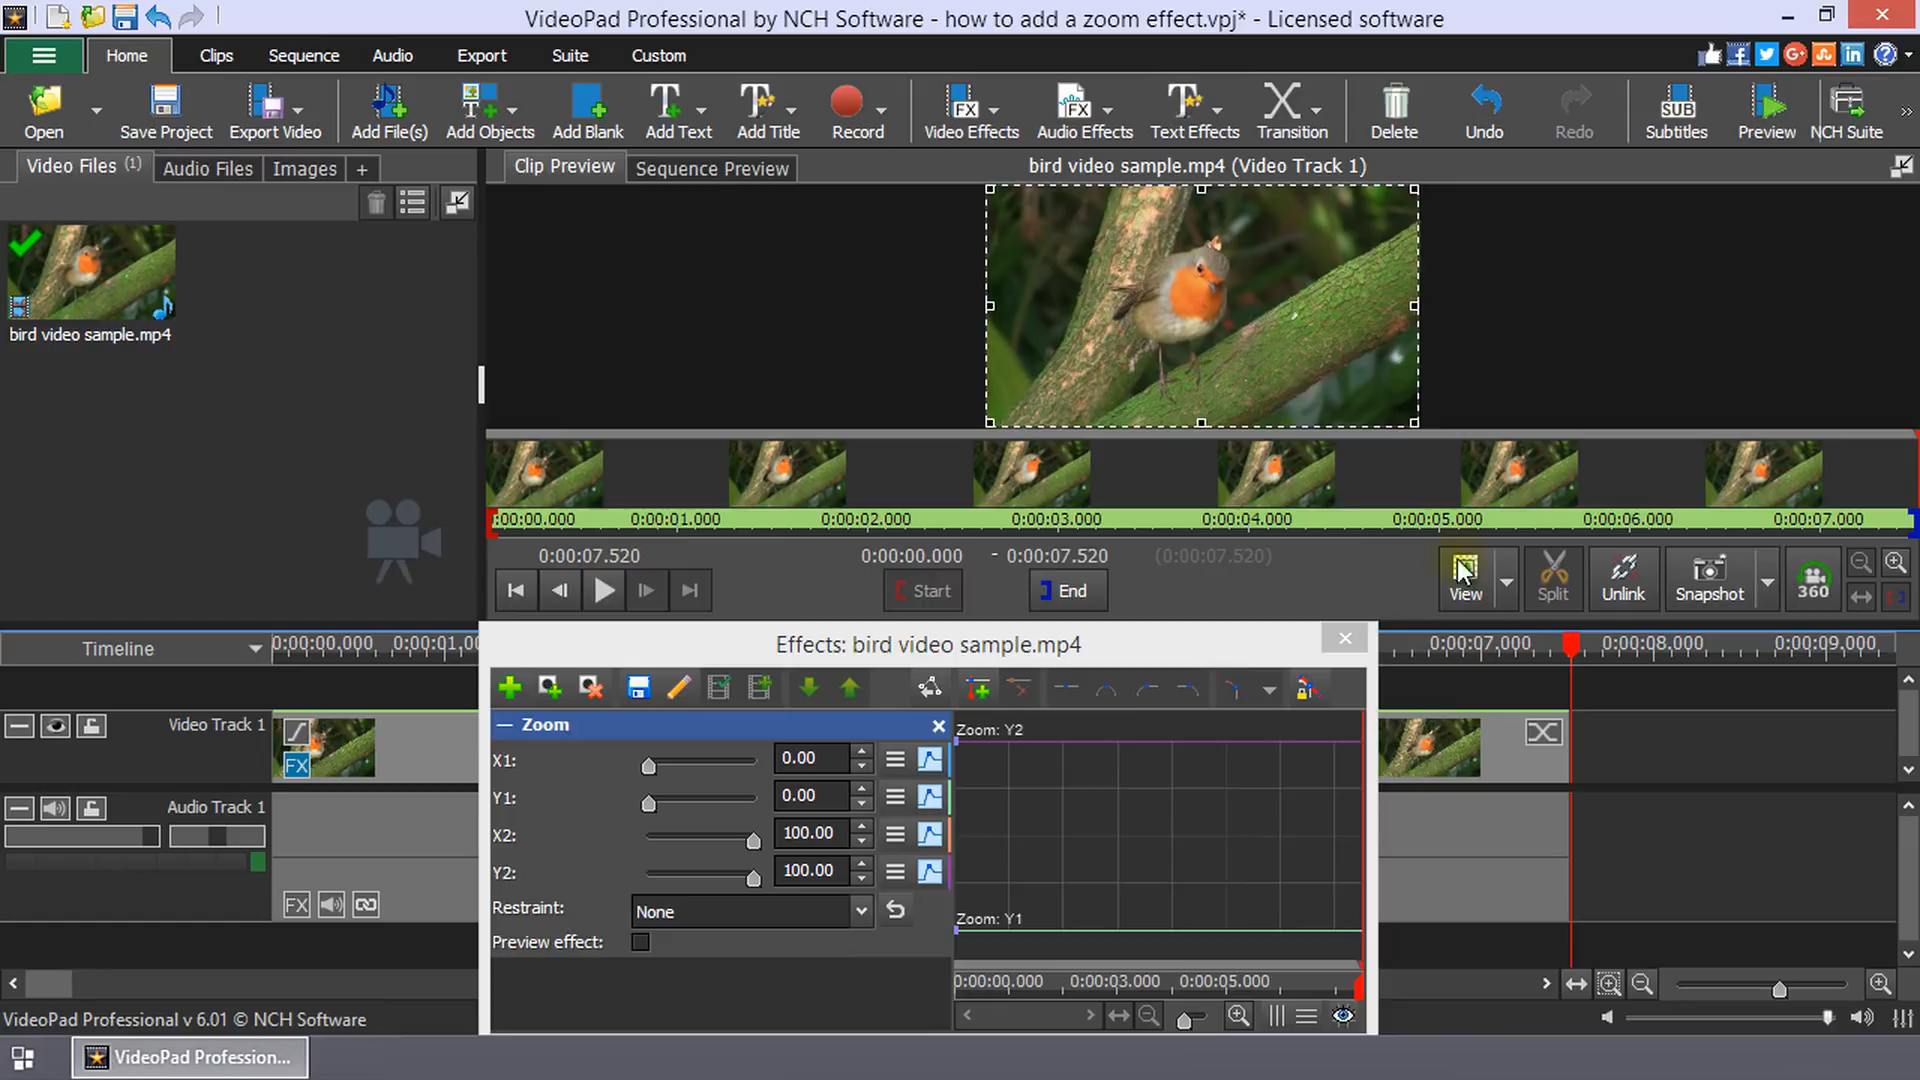 VideoPad Professional by NCH Software - how to add a zoom effect.vpj* - Licensed software
Home Clips Sequence Audio Export Suite Custom
Open Save Project Export Video Add File(s) Add Objects Add Blank Add Text Add Title Record Video Effects Audio Effects Text Effects Transition Delete Undo Redo Subtitles Preview NCH Suite
Video Files (1) Audio Files Images +
Clip Preview Sequence Preview bird video sample.mp4 (Video Track 1)
bird video sample.mp4
:00:00.000 0:00:01.000 0:00:02.000 0:00:03.000 0:00:04.000 0:00:05.000 0:00:06.000 0:00:07.000
0:00:07.520 0:00:00.000 - 0:00:07.520 (0:00:07.520)
Start End View Split Unlink Snapshot 360
Timeline 0:00:00.000 0:00:01.0 0:00:07.000 0:00:08.000 0:00:09.000
Effects: bird video sample.mp4
Video Track 1
FX
Audio Track 1
FX
Zoom
X1: 0.00
Y1: 0.00
X2: 100.00
Y2: 100.00
Restraint: None
Preview effect:
Zoom: Y2
Zoom: Y1
0:00:00.000 0:00:03.000 0:00:05.000
VideoPad Professional v 6.01 © NCH Software
VideoPad Profession...